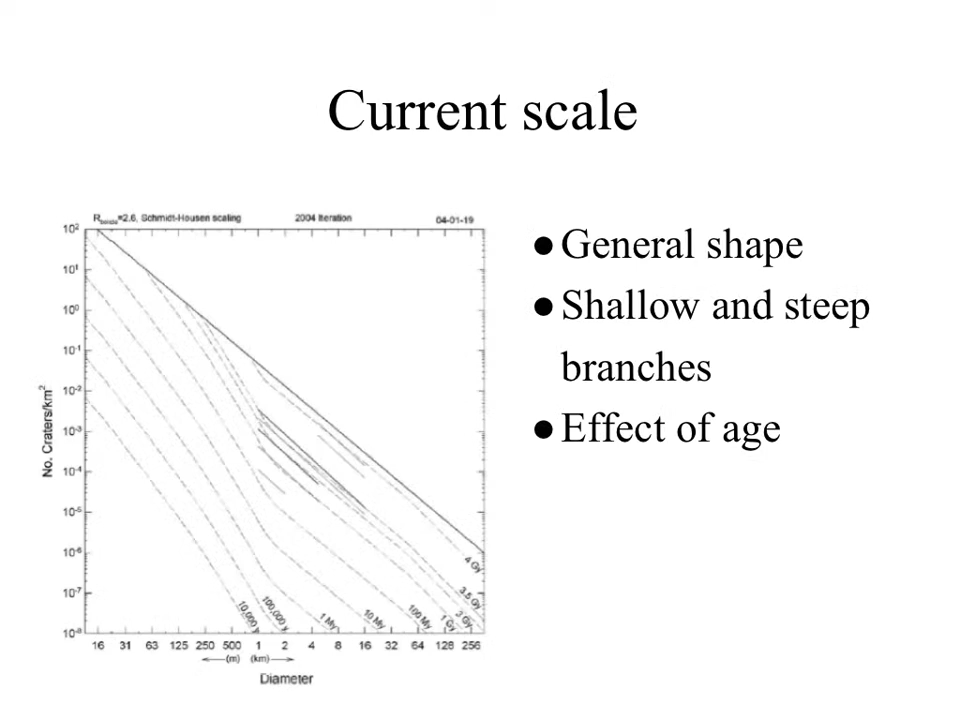 Current scale
R bolide=2.6, Schmidt-Housen scaling 2004 Iteration 04-01-19
●General shape
●Shallow and steep
branches
●Effect of age
No. Craters/km2
102
101
100
10-1
10-2
10-3
10-4
10-5
10-6
10-7
10-8
10,000 y 100,000 y 1 My 10 My 100 My 1 Gy 3 Gy 3.5 Gy 4 Gy
16 31 63 125 250 500 1 2 4 8 16 32 64 128 256
(m) (km)
Diameter